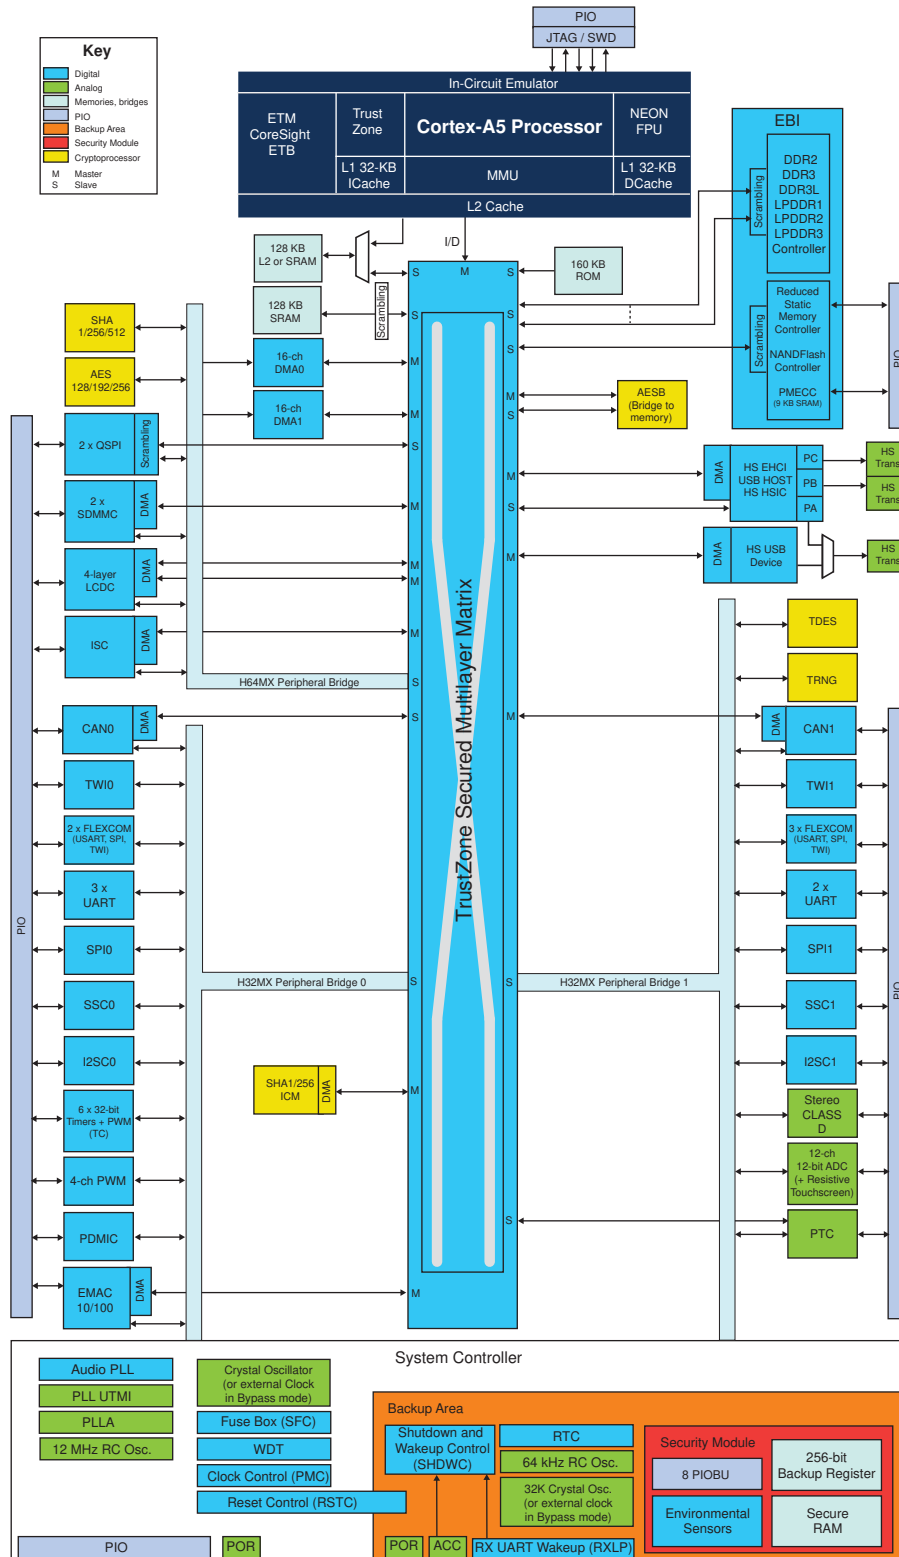 PIO
JTAG / SWD
Key
Digital
Analog
Memories, bridges
PIO
Backup Area
Security Module
Cryptoprocessor
M Master
S Slave
In-Circuit Emulator
ETM
CoreSight
ETB
Trust
Zone
Cortex-A5 Processor
NEON
FPU
L1 32-KB
ICache
MMU
L1 32-KB
DCache
L2 Cache
I/D
EBI
Scrambling
DDR2
DDR3
DDR3L
LPDDR1
LPDDR2
LPDDR3
Controller
Scrambling
Reduced
Static
Memory
Controller
NANDFlash
Controller
PMECC
(9 KB SRAM)
PIO
128 KB
L2 or SRAM
128 KB
SRAM
Scrambling
160 KB
ROM
S
M
S
S
S
S
S
M
M
M
S
S
M
M
S
M
M
M
M
M
S
S
M
S
S
M
S
M
SHA
1/256/512
AES
128/192/256
16-ch
DMA0
16-ch
DMA1
AESB
(Bridge to
memory)
2 x QSPI
Scrambling
2 x
SDMMC
DMA
4-layer
LCDC
DMA
ISC
DMA
H64MX Peripheral Bridge
DMA
HS EHCI
USB HOST
HS HSIC
PC
PB
PA
HS
Trans
HS
Trans
DMA
HS USB
Device
HS
Trans
TrustZone Secured Multilayer Matrix
TDES
TRNG
PIO
CAN0
DMA
TWI0
2 x FLEXCOM
(USART, SPI,
TWI)
3 x
UART
SPI0
SSC0
I2SC0
6 x 32-bit
Timers + PWM
(TC)
4-ch PWM
PDMIC
EMAC
10/100
DMA
H32MX Peripheral Bridge 0
SHA1/256
ICM
DMA
H32MX Peripheral Bridge 1
DMA
CAN1
TWI1
3 x FLEXCOM
(USART, SPI,
TWI)
2 x
UART
SPI1
SSC1
I2SC1
Stereo
CLASS
D
12-ch
12-bit ADC
(+ Resistive
Touchscreen)
PTC
PIO
System Controller
Audio PLL
PLL UTMI
PLLA
12 MHz RC Osc.
Crystal Oscillator
(or external Clock
in Bypass mode)
Fuse Box (SFC)
WDT
Clock Control (PMC)
Reset Control (RSTC)
PIO
POR
Backup Area
Shutdown and
Wakeup Control
(SHDWC)
RTC
64 kHz RC Osc.
32K Crystal Osc.
(or external clock
in Bypass mode)
POR
ACC
RX UART Wakeup (RXLP)
Security Module
8 PIOBU
256-bit
Backup Register
Environmental
Sensors
Secure
RAM